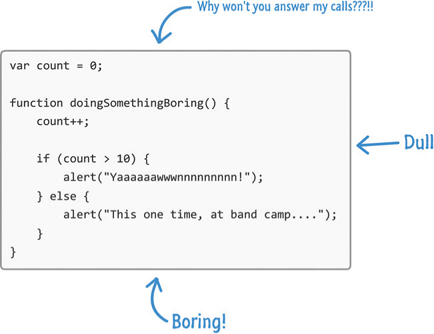 Why won't you answer my calls???!!
var count = 0;
function doingSomethingBoring() {
count++;
if (count > 10) {
alert("Yaaaaaawwwnnnnnnnnn!");
} else {
alert("This one time, at band camp....");
}
}
Dull
Boring!